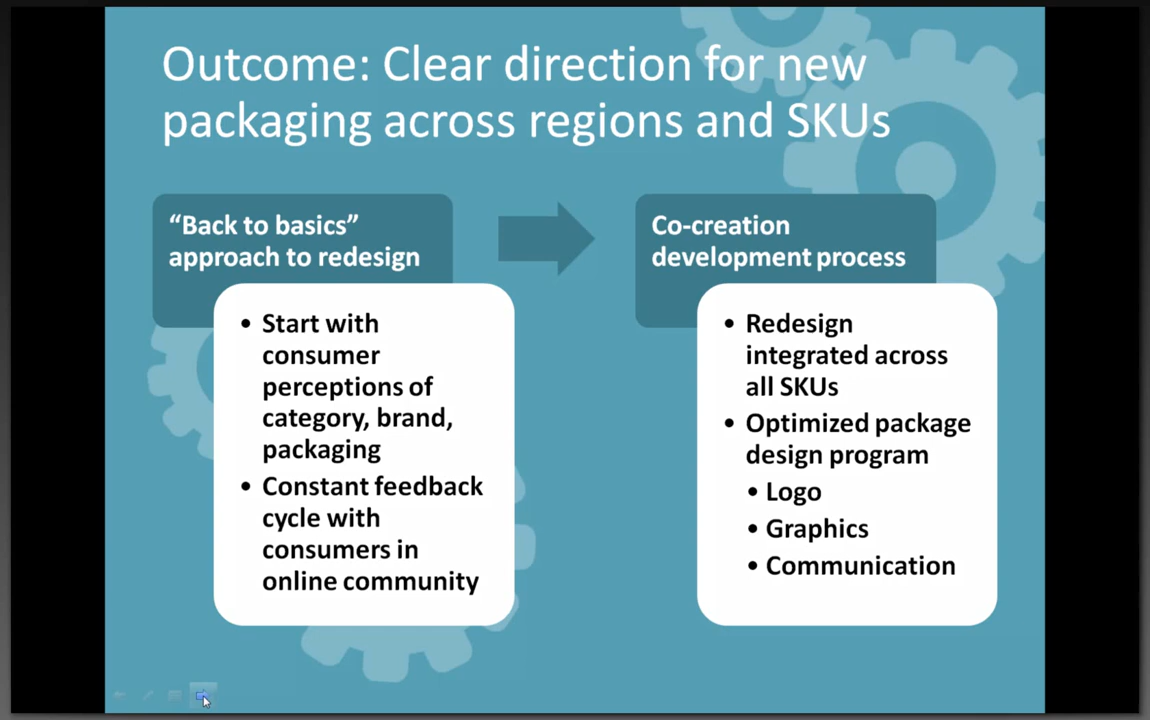 Outcome: Clear direction for new
packaging across regions and SKUs
“Back to basics”
approach to redesign
• Start with
consumer
perceptions of
category, brand,
packaging
• Constant feedback
cycle with
consumers in
online community
Co-creation
development process
• Redesign
integrated across
all SKUs
• Optimized package
design program
• Logo
• Graphics
• Communication